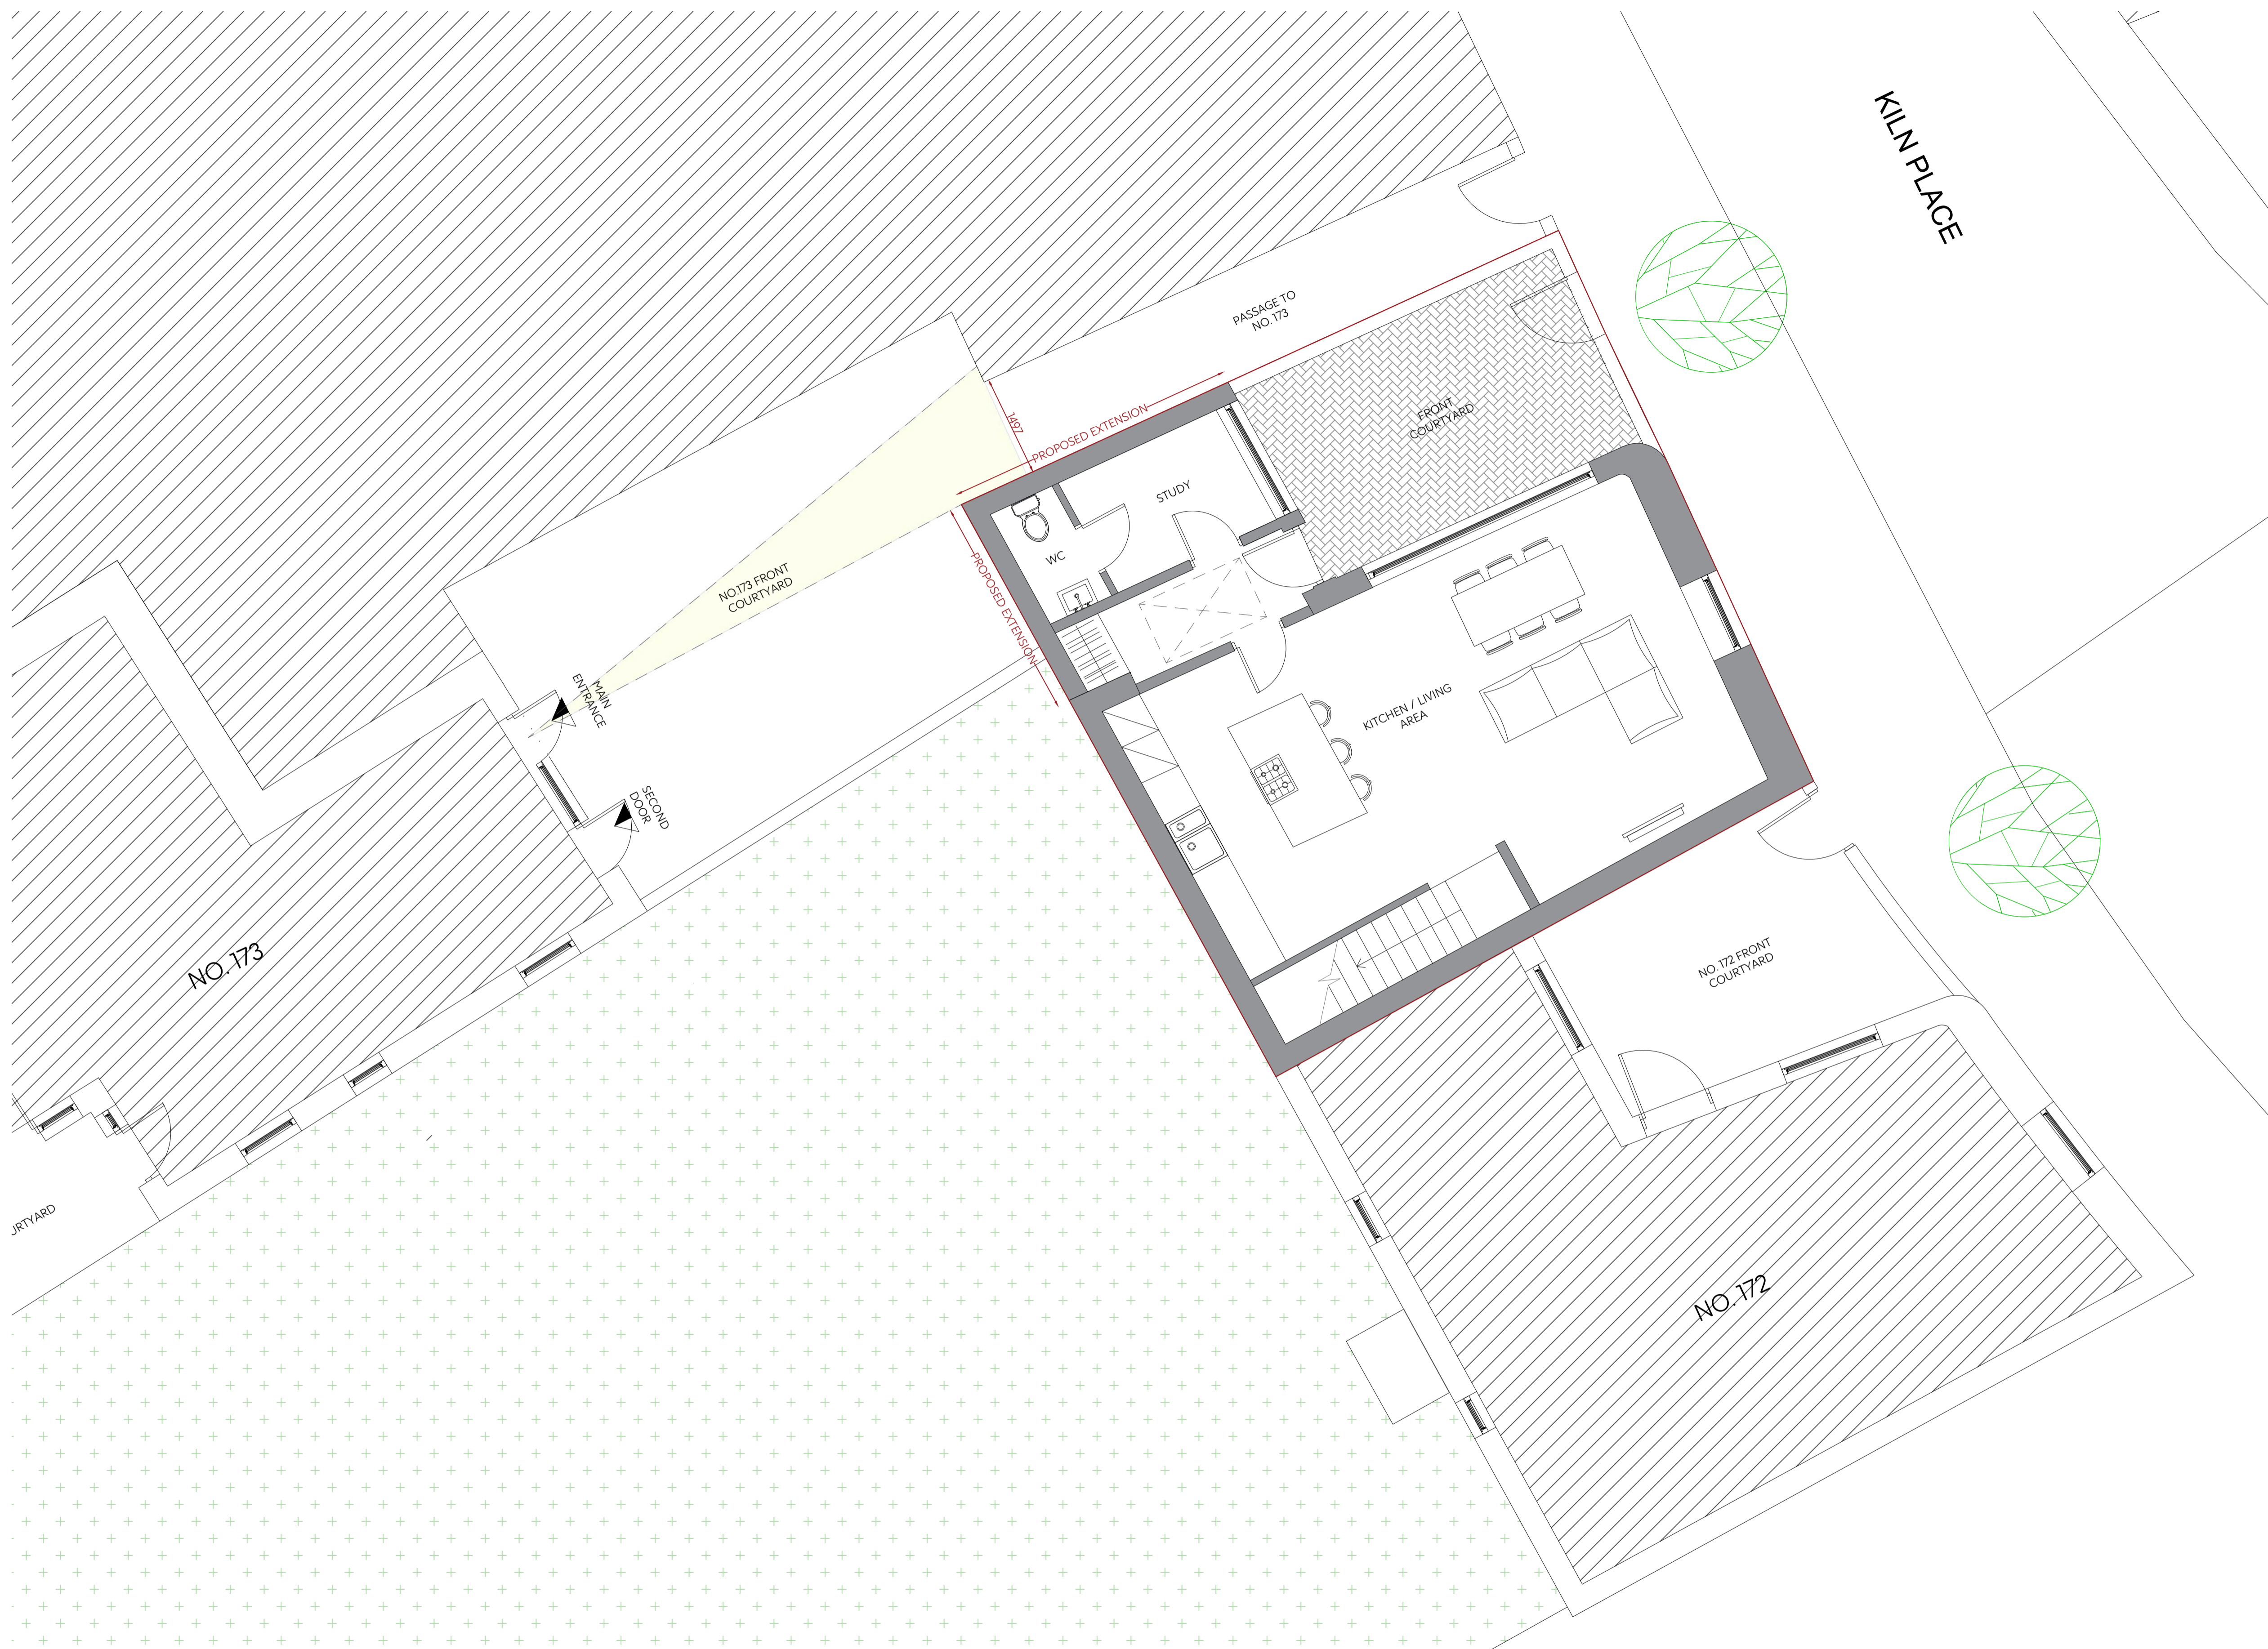 KILN PLACE
PASSAGE TO
NO. 173
1497
PROPOSED EXTENSION
FRONT
COURTYARD
STUDY
WC
NO.173 FRONT
COURTYARD
PROPOSED EXTENSION
MAIN
ENTRANCE
KITCHEN / LIVING
AREA
SECOND
DOOR
NO. 173
NO. 172 FRONT
COURTYARD
URTYARD
NO. 172